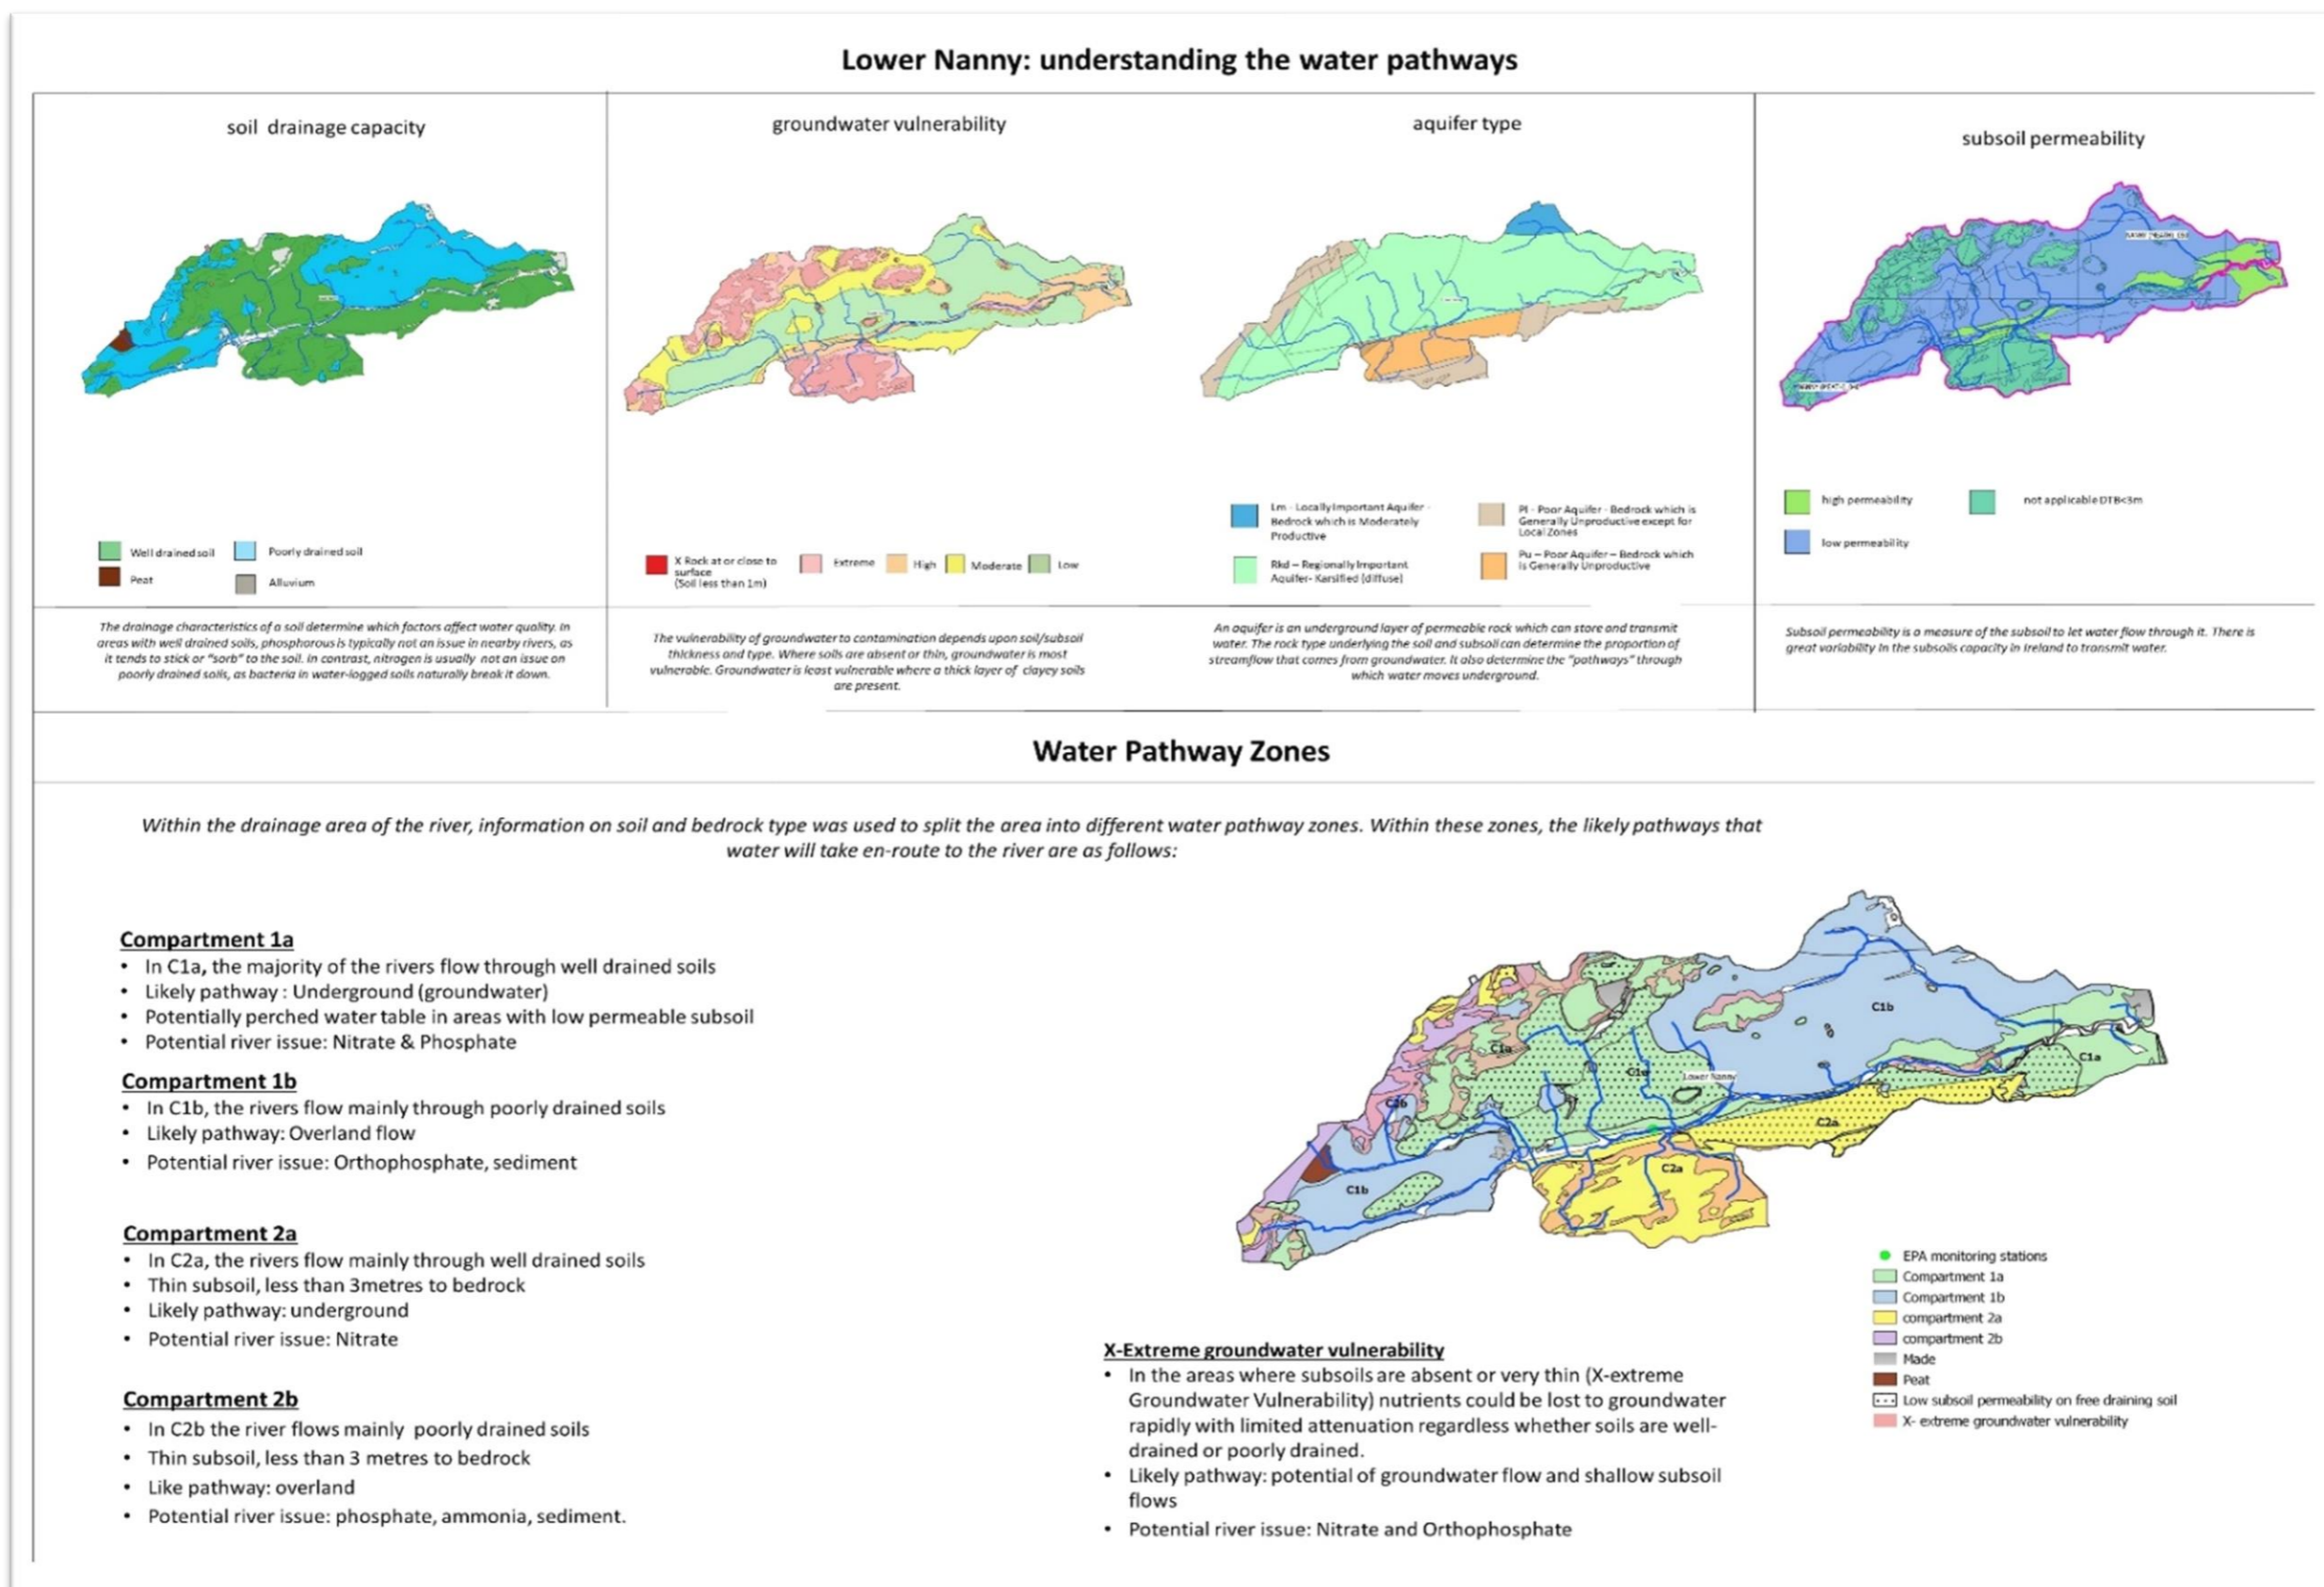 Lower Nanny: understanding the water pathways
soil drainage capacity
Well drained soil
Poorly drained soil
Peat
Alluvium
The drainage characteristics of a soil determine which factors affect water quality. In
areas with well drained soils, phosphorous is typically not an issue in nearby rivers, as
it tends to stick or “sorb” to the soil. In contrast, nitrogen is usually not an issue on
poorly drained soils, as bacteria in water-logged soils naturally break it down.
groundwater vulnerability
X Rock at or close to
surface
(Soil less than 1m)
Extreme
High
Moderate
Low
The vulnerability of groundwater to contamination depends upon soil/subsoil
thickness and type. Where soils are absent or thin, groundwater is most
vulnerable. Groundwater is least vulnerable where a thick layer of clayey soils
are present.
aquifer type
Lm - Locally Important Aquifer -
Bedrock which is Moderately
Productive
Pl - Poor Aquifer - Bedrock which is
Generally Unproductive except for
Local Zones
Rkd – Regionally Important
Aquifer- Karsified (diffuse)
Pu – Poor Aquifer – Bedrock which
is Generally Unproductive
An aquifer is an underground layer of permeable rock which can store and transmit
water. The rock type underlying the soil and subsoil can determine the proportion of
streamflow that comes from groundwater. It also determine the “pathways” through
which water moves underground.
subsoil permeability
high permeability
not applicable DTB<3m
low permeability
Subsoil permeability is a measure of the subsoil to let water flow through it. There is
great variability in the subsoils capacity in Ireland to transmit water.
Water Pathway Zones
Within the drainage area of the river, information on soil and bedrock type was used to split the area into different water pathway zones. Within these zones, the likely pathways that
water will take en-route to the river are as follows:
Compartment 1a
• In C1a, the majority of the rivers flow through well drained soils
• Likely pathway : Underground (groundwater)
• Potentially perched water table in areas with low permeable subsoil
• Potential river issue: Nitrate & Phosphate
Compartment 1b
• In C1b, the rivers flow mainly through poorly drained soils
• Likely pathway: Overland flow
• Potential river issue: Orthophosphate, sediment
Compartment 2a
• In C2a, the rivers flow mainly through well drained soils
• Thin subsoil, less than 3metres to bedrock
• Likely pathway: underground
• Potential river issue: Nitrate
Compartment 2b
• In C2b the river flows mainly poorly drained soils
• Thin subsoil, less than 3 metres to bedrock
• Like pathway: overland
• Potential river issue: phosphate, ammonia, sediment.
C1b
C1a
C1a
C1a
Lower Nanny
C2b
C2a
C2a
C1b
EPA monitoring stations
Compartment 1a
Compartment 1b
compartment 2a
compartment 2b
Made
Peat
Low subsoil permeability on free draining soil
X- extreme groundwater vulnerability
X-Extreme groundwater vulnerability
• In the areas where subsoils are absent or very thin (X-extreme
Groundwater Vulnerability) nutrients could be lost to groundwater
rapidly with limited attenuation regardless whether soils are well-
drained or poorly drained.
• Likely pathway: potential of groundwater flow and shallow subsoil
flows
• Potential river issue: Nitrate and Orthophosphate